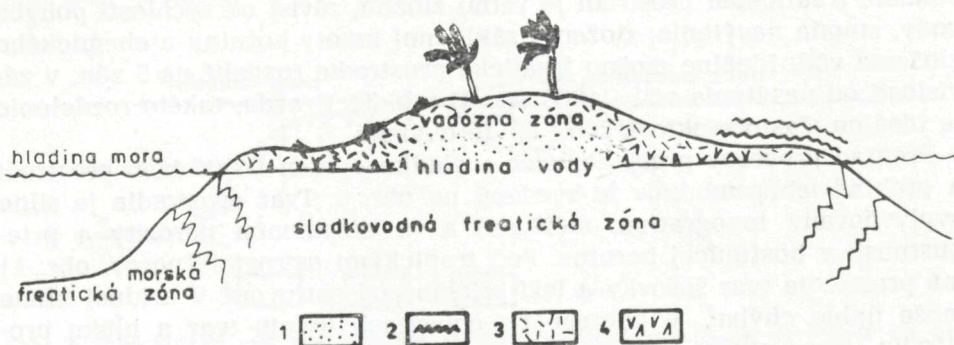 vadózna zóna
hladina mora
hladina vody
sladkovodná freatická zóna
morská
freatická zóna
1 2 3 4